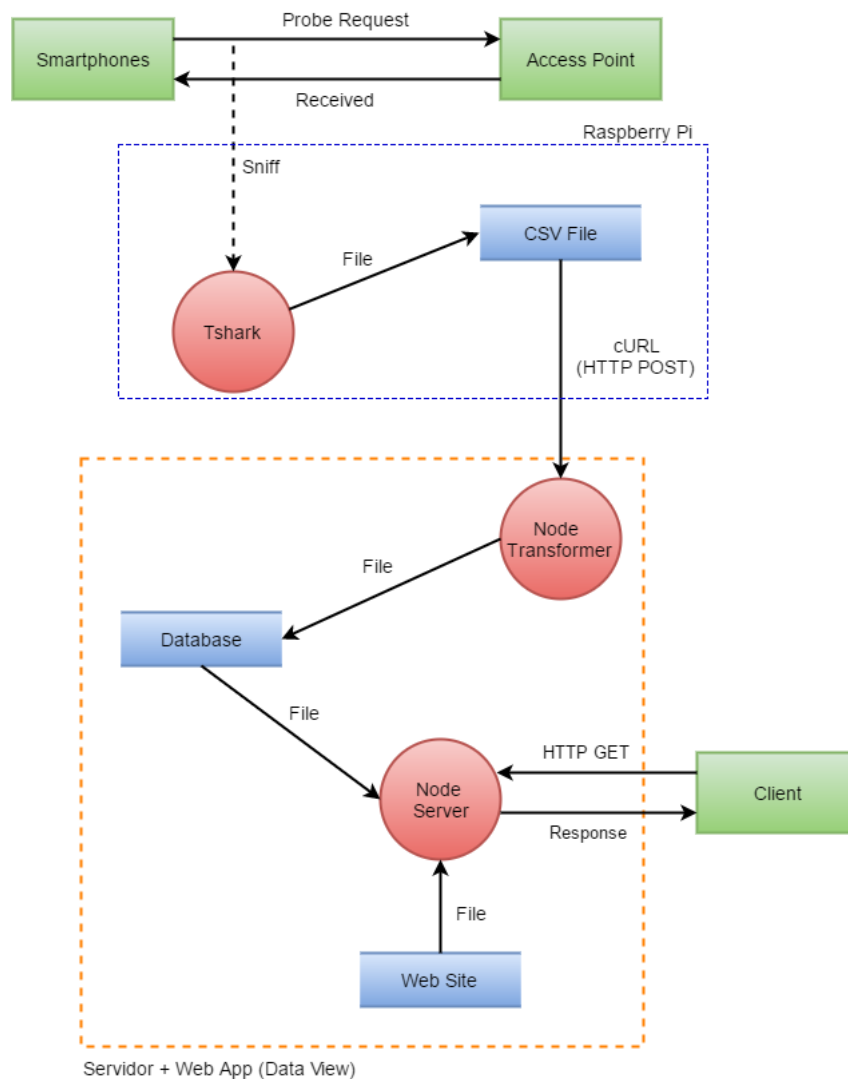 Probe Request
Smartphones
Access Point
Received
Raspberry Pi
Sniff
CSV File
File
Tshark
cURL
(HTTP POST)
Node
Transformer
File
Database
File
HTTP GET
Node
Server
Client
Response
File
Web Site
Servidor + Web App (Data View)